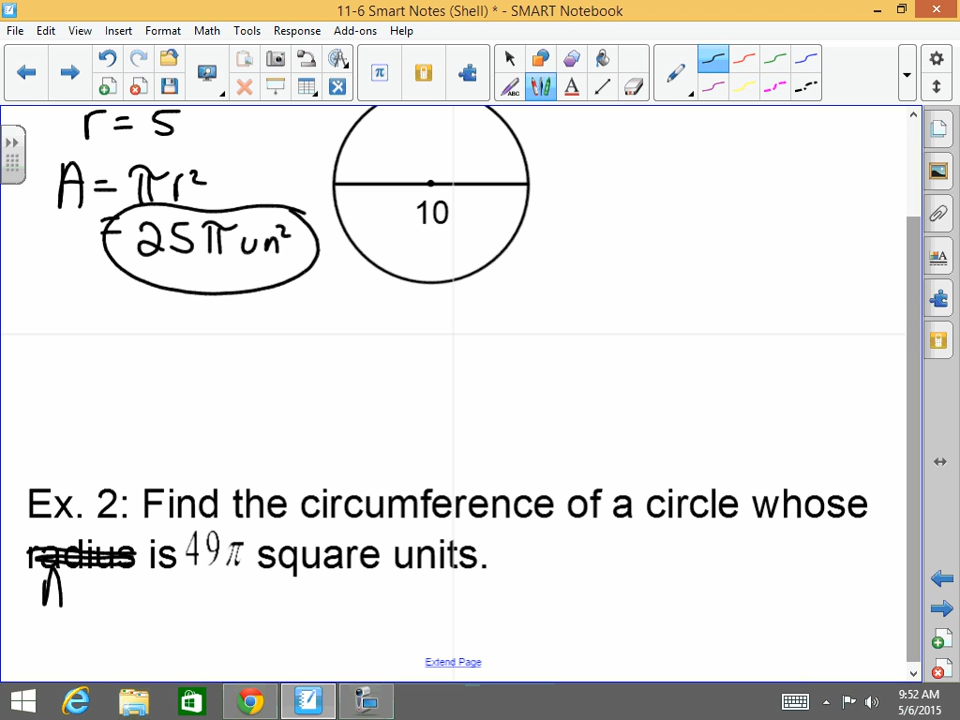 11-6 Smart Notes (Shell) * - SMART Notebook
File Edit View Insert Format Math Tools Response Add-ons Help
r = 5
A = πr²
= 25π un²
10
Ex. 2: Find the circumference of a circle whose
radius is 49π square units.
Extend Page
9:52 AM
5/6/2015